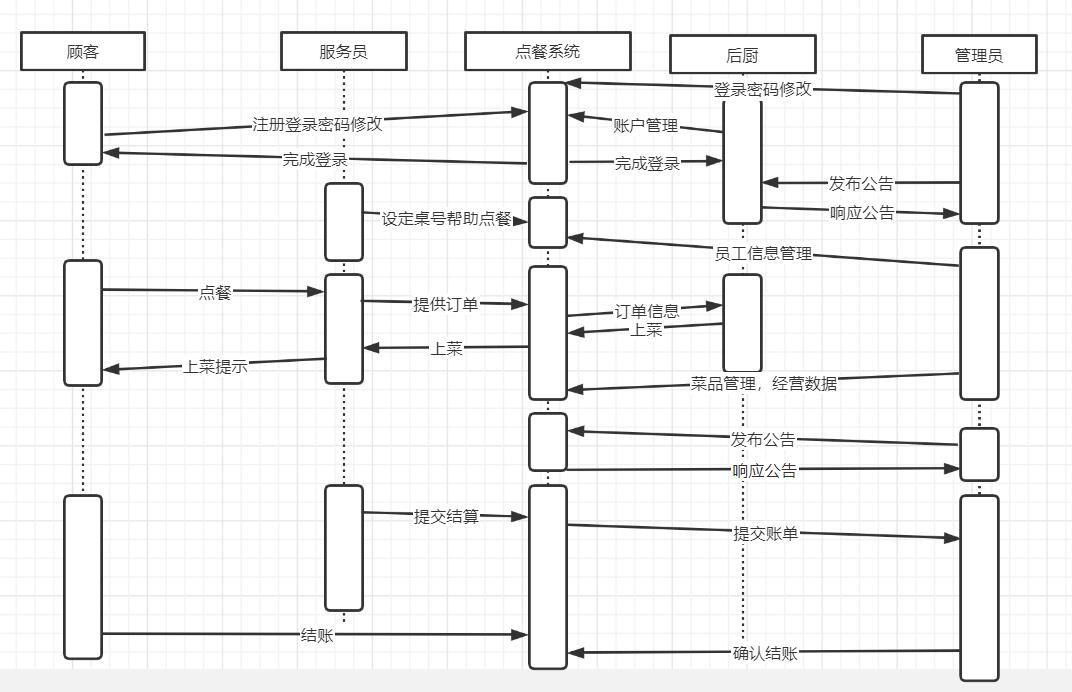 顾客
服务员
点餐系统
后厨
管理员
登录密码修改
注册登录密码修改
账户管理
完成登录
完成登录
发布公告
响应公告
设定桌号帮助点餐
员工信息管理
点餐
提供订单
订单信息
上菜
上菜
上菜提示
菜品管理，经营数据
发布公告
响应公告
提交结算
提交账单
结账
确认结账